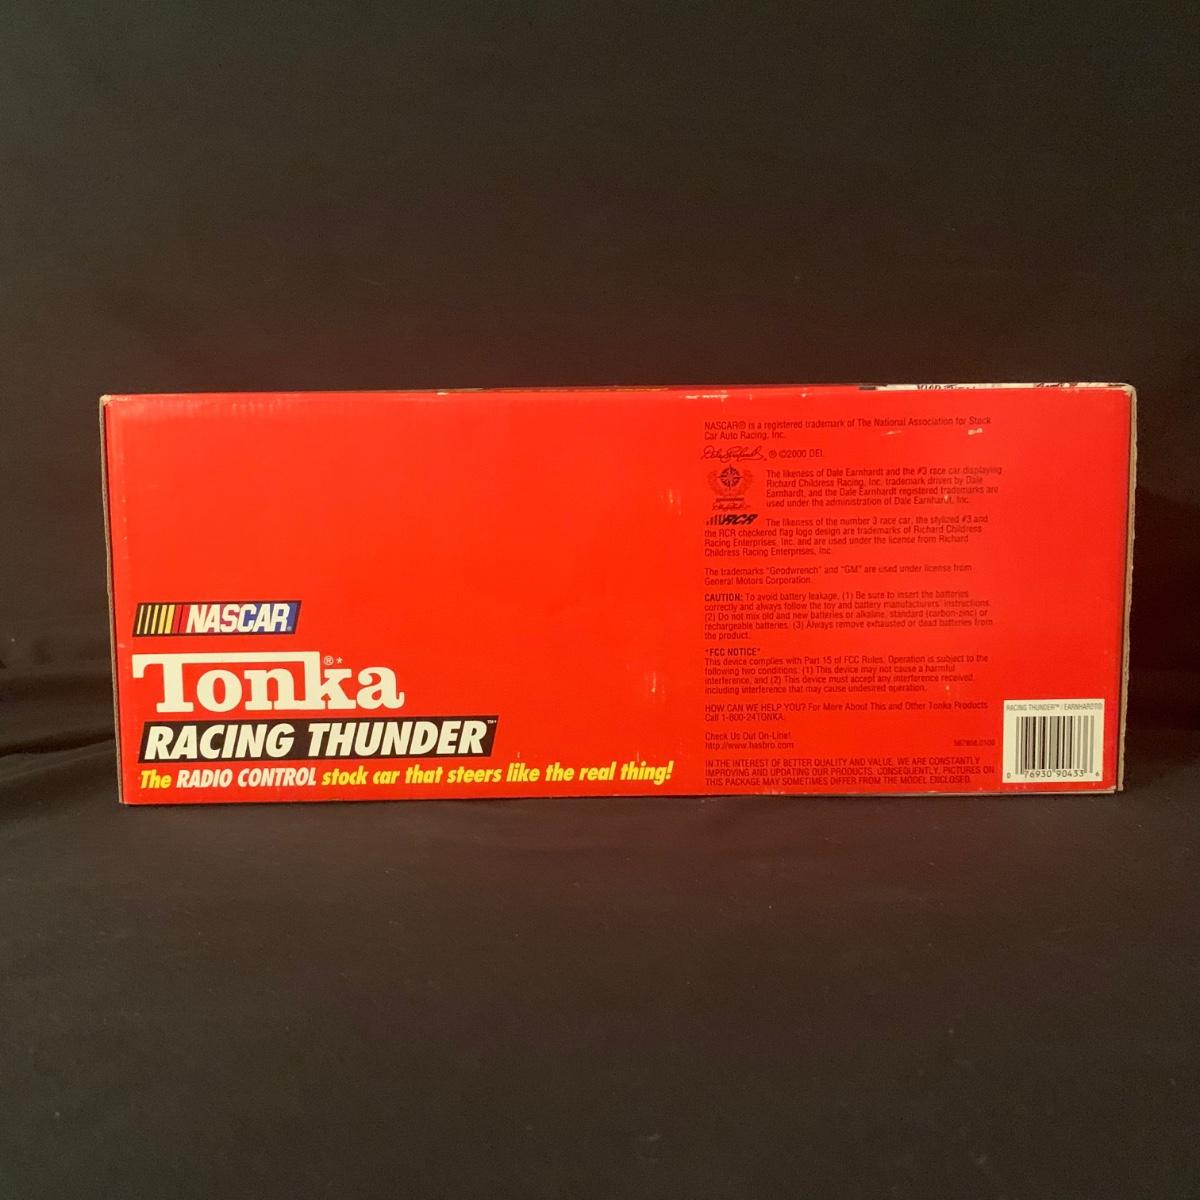 NASCAR®
Tonka®*
RACING THUNDER™*
The RADIO CONTROL stock car that steers like the real thing!
NASCAR® is a registered trademark of The National Association for Stock
Car Auto Racing, Inc.
® ©2000 DEI.
The likeness of Dale Earnhardt and the #3 race car displaying
Richard Childress Racing, Inc. trademark driven by Dale
Earnhardt, and the Dale Earnhardt registered trademarks are
used under the administration of Dale Earnhardt, Inc.
RCR The likeness of the number 3 race car, the stylized #3 and
the RCR checkered flag logo design are trademarks of Richard Childress
Racing Enterprises, Inc. and are used under the license from Richard
Childress Racing Enterprises, Inc.
The trademarks "Goodwrench" and "GM" are used under license from
General Motors Corporation.
CAUTION: To avoid battery leakage, (1) Be sure to insert the batteries
correctly and always follow the toy and battery manufacturers' instructions.
(2) Do not mix old and new batteries or alkaline, standard (carbon-zinc) or
rechargeable batteries. (3) Always remove exhausted or dead batteries from
the product.
"FCC NOTICE"
This device complies with Part 15 of FCC Rules. Operation is subject to the
following two conditions: (1) This device may not cause a harmful
interference, and (2) This device must accept any interference received,
including interference that may cause undesired operation.
HOW CAN WE HELP YOU? For More About This and Other Tonka Products
Call 1-800-24TONKA.
Check Us Out On-Line!
http://www.hasbro.com
IN THE INTEREST OF BETTER QUALITY AND VALUE, WE ARE CONSTANTLY
IMPROVING AND UPDATING OUR PRODUCTS. CONSEQUENTLY, PICTURES ON
THIS PACKAGE MAY SOMETIMES DIFFER FROM THE MODEL ENCLOSED.
RACING THUNDER™ (EARNHARDT®)
0 76930 90433 6